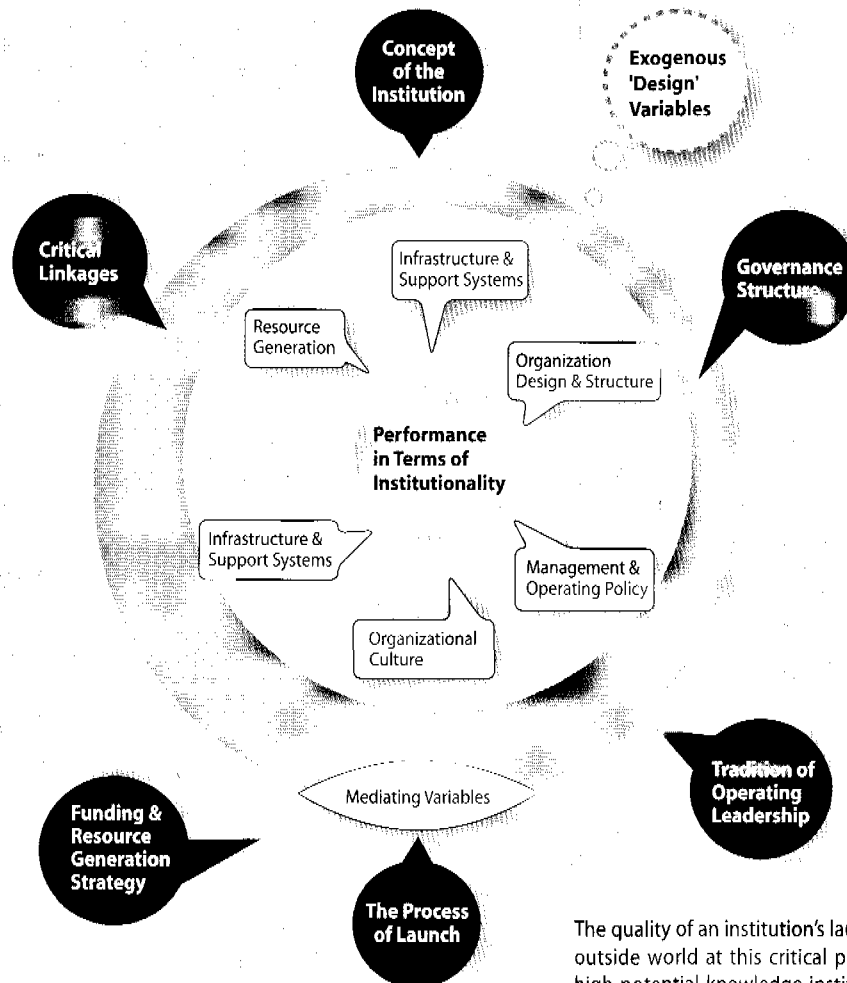 Concept
of the
Institution
Exogenous
'Design'
Variables
Critical
Linkages
Governance
Structure
Infrastructure &
Support Systems
Resource
Generation
Organization
Design & Structure
Performance
in Terms of
Institutionality
Infrastructure &
Support Systems
Management &
Operating Policy
Organizational
Culture
Mediating Variables
Tradition of
Operating
Leadership
Funding &
Resource
Generation
Strategy
The Process
of Launch
The quality of an institution's
outside world at this critical